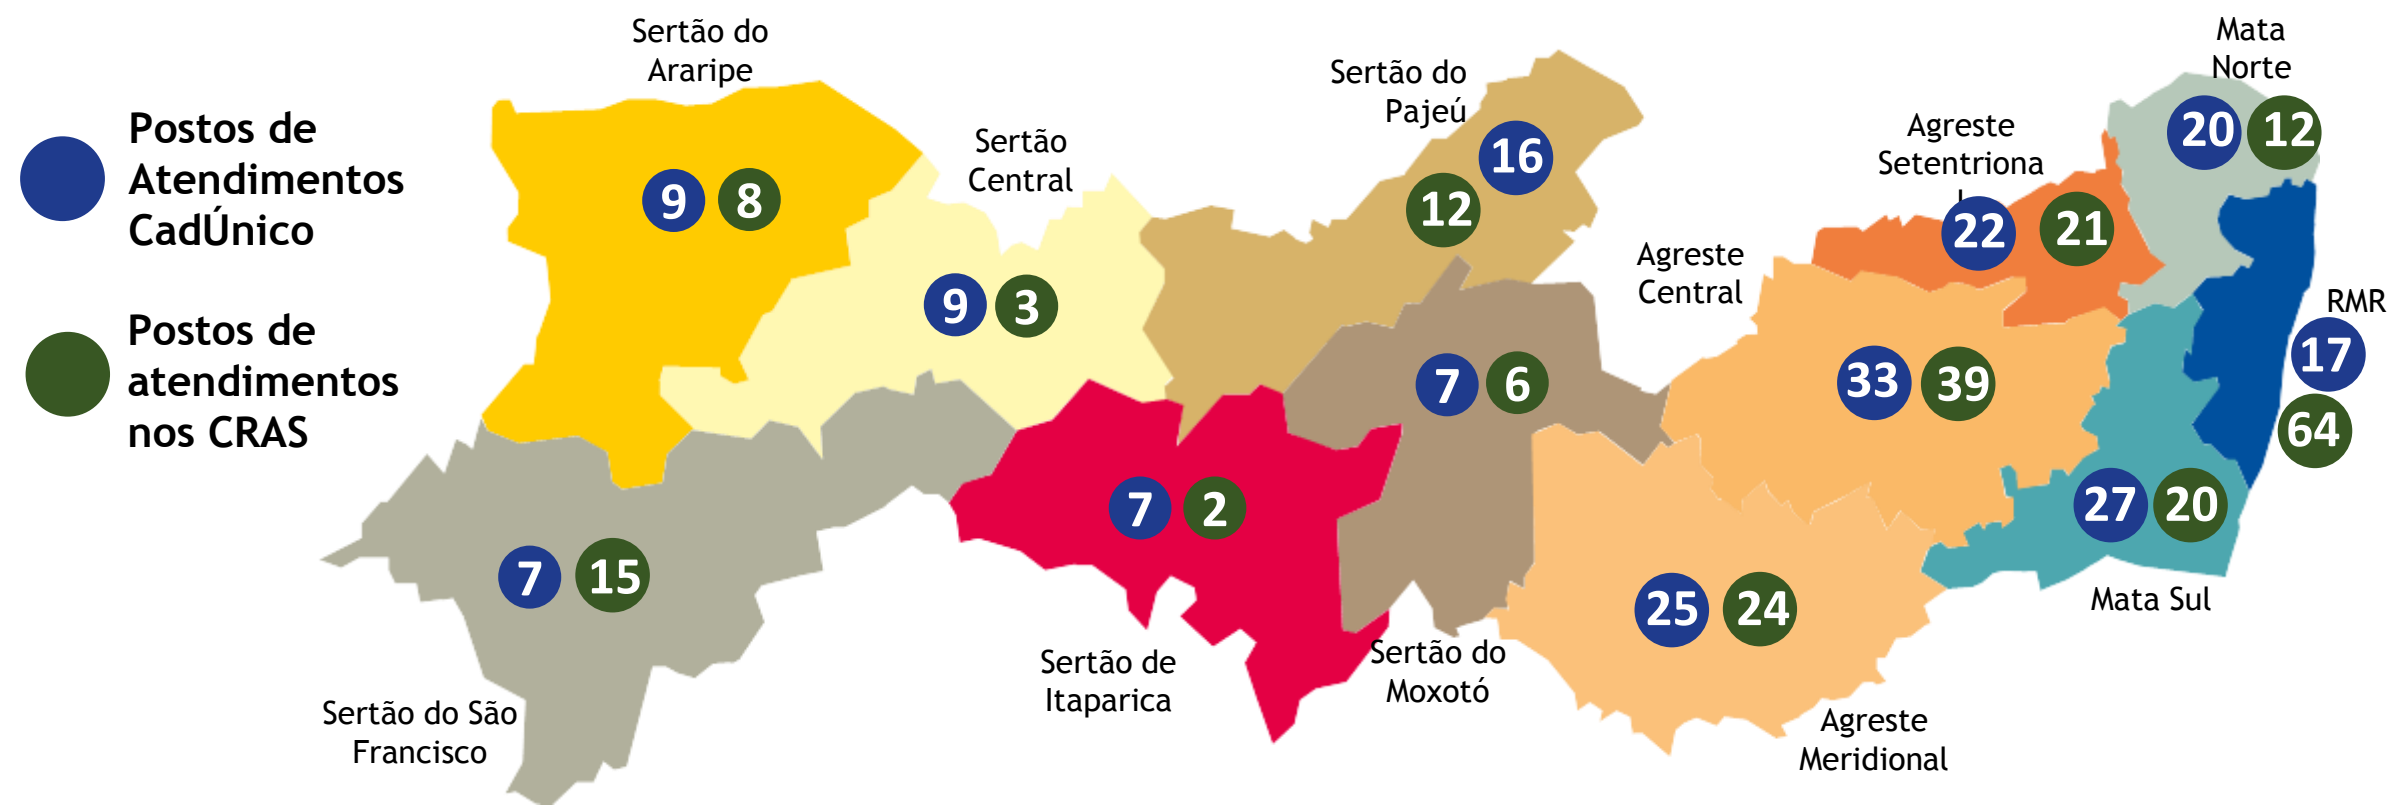 Postos de
Atendimentos
CadÚnico
Postos de
atendimentos
nos CRAS
Sertão do
Araripe
9
8
Sertão
Central
9
3
Sertão do
Pajeú
16
12
Agreste
Setentriona
l
22
21
Mata
Norte
20
12
Agreste
Central
33
39
RMR
17
64
7
6
27
20
Mata Sul
7
2
7
15
25
24
Sertão de
Itaparica
Sertão do
Moxotó
Sertão do São
Francisco
Agreste
Meridional